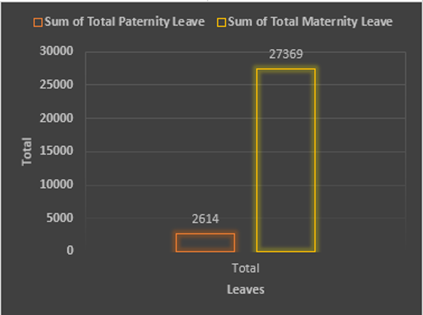 Sum of Total Paternity Leave Sum of Total Maternity Leave
30000
27369
25000
20000
15000
10000
5000
2614
0
Total
Total
Leaves